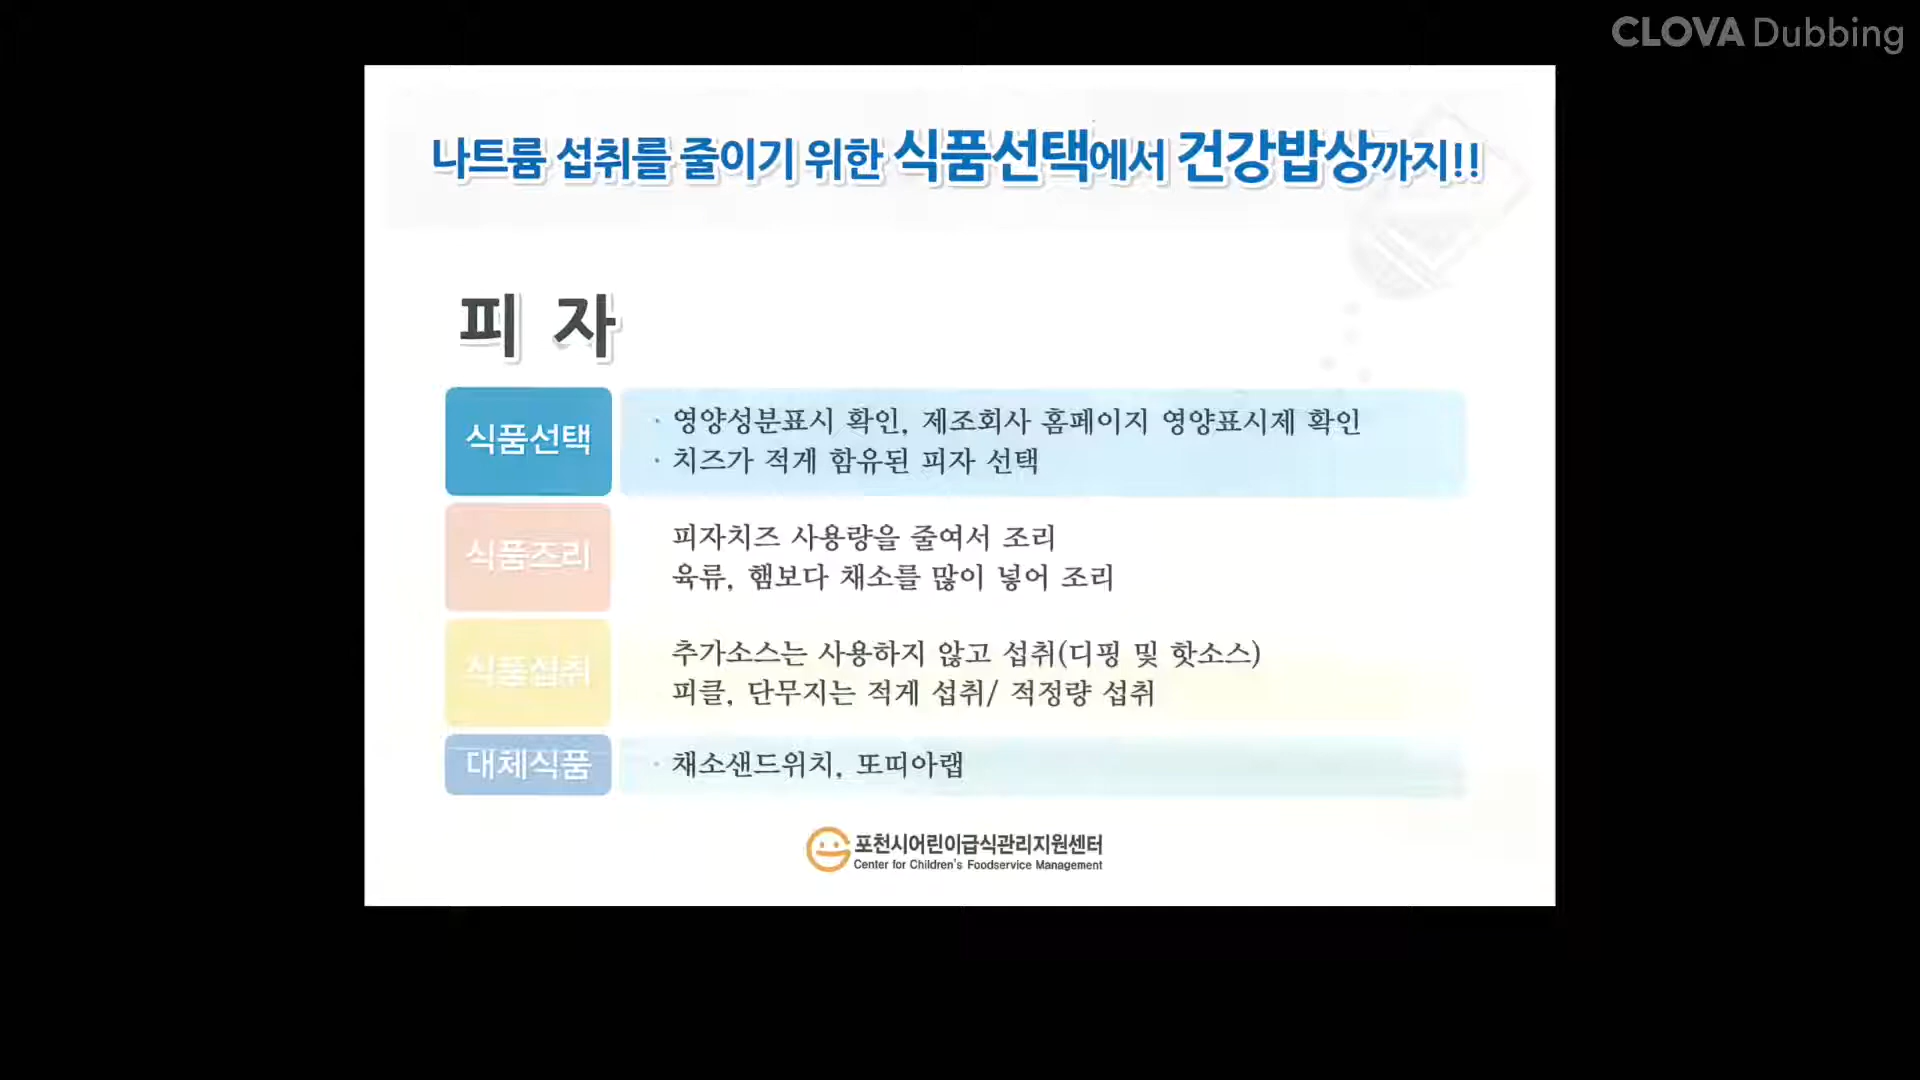 CLOVA Dubbing
나트륨 섭취를 줄이기 위한 식품선택에서 건강밥상까지!!
피 자
식품선택
· 영양성분표시 확인, 제조회사 홈페이지 영양표시제 확인
· 치즈가 적게 함유된 피자 선택
식품조리
피자치즈 사용량을 줄여서 조리
육류, 햄보다 채소를 많이 넣어 조리
식품섭취
추가소스는 사용하지 않고 섭취(디핑 및 핫소스)
피클, 단무지는 적게 섭취/ 적정량 섭취
대체식품
· 채소샌드위치, 또띠아랩
포천시어린이급식관리지원센터
Center for Children's Foodservice Management